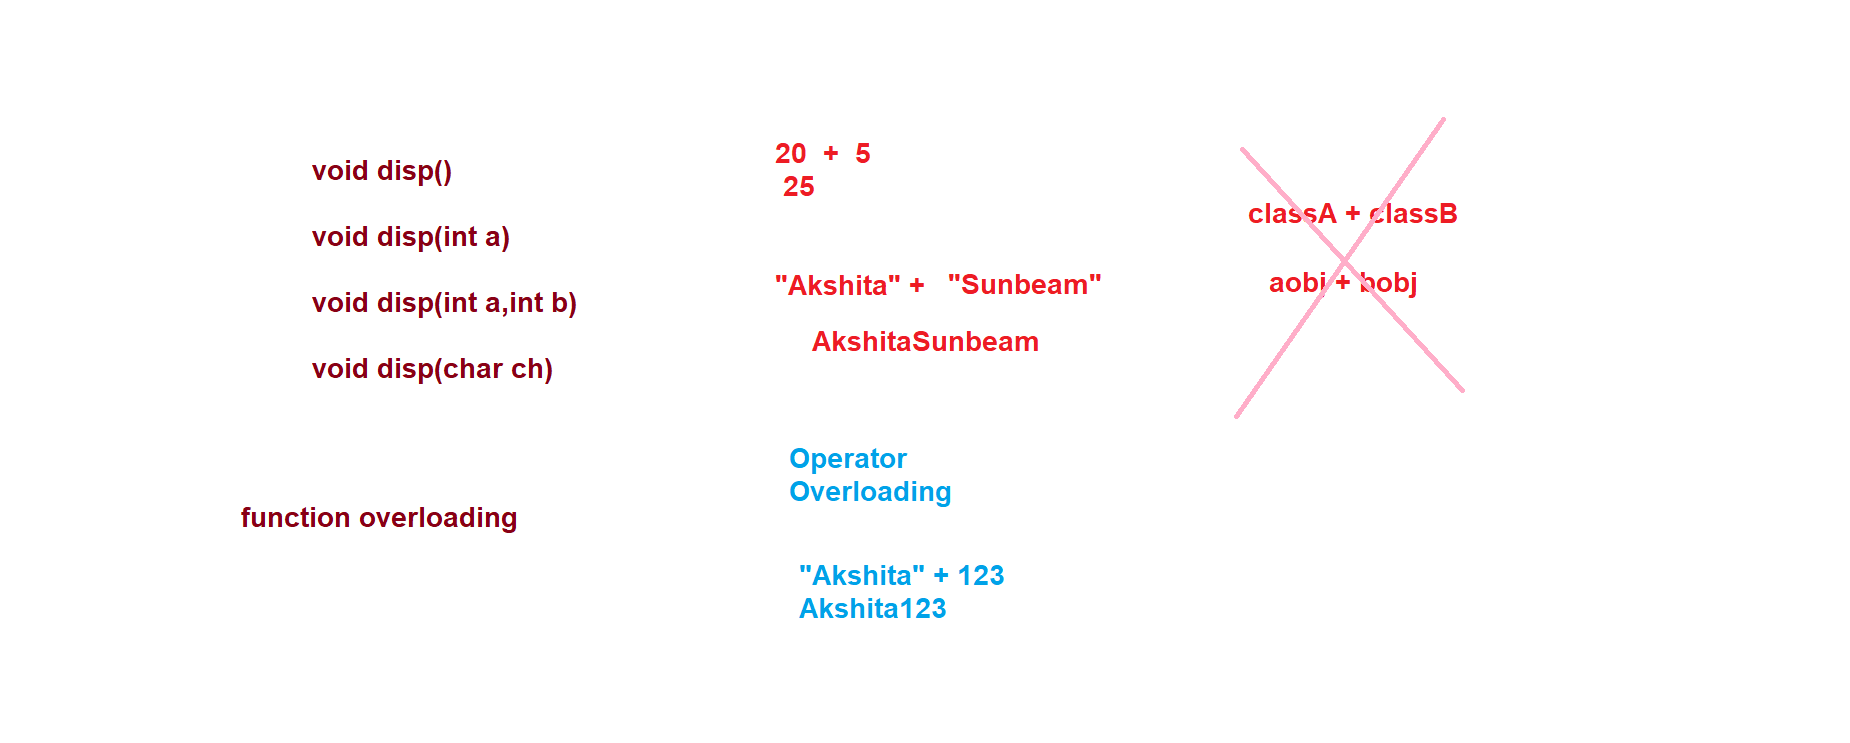 void disp()
void disp(int a)
void disp(int a,int b)
void disp(char ch)
function overloading
20 + 5
25
"Akshita" + "Sunbeam"
AkshitaSunbeam
Operator
Overloading
"Akshita" + 123
Akshita123
classA + classB
aobj + bobj